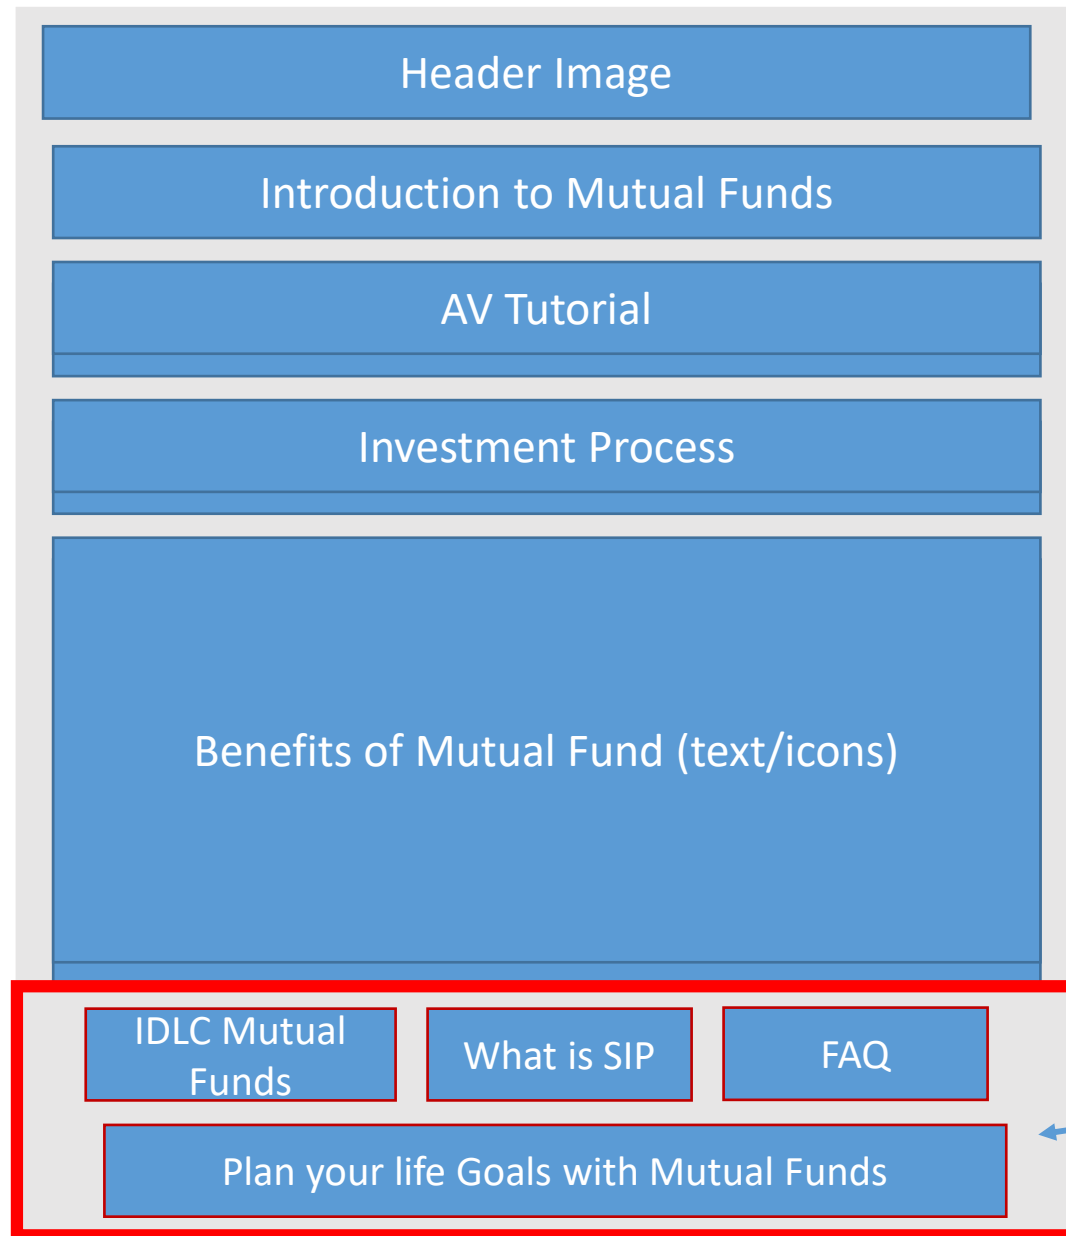 Header Image
Introduction to Mutual Funds
AV Tutorial
Investment Process
Benefits of Mutual Fund (text/icons)
IDLC Mutual
Funds
What is SIP
FAQ
Plan your life Goals with Mutual Funds